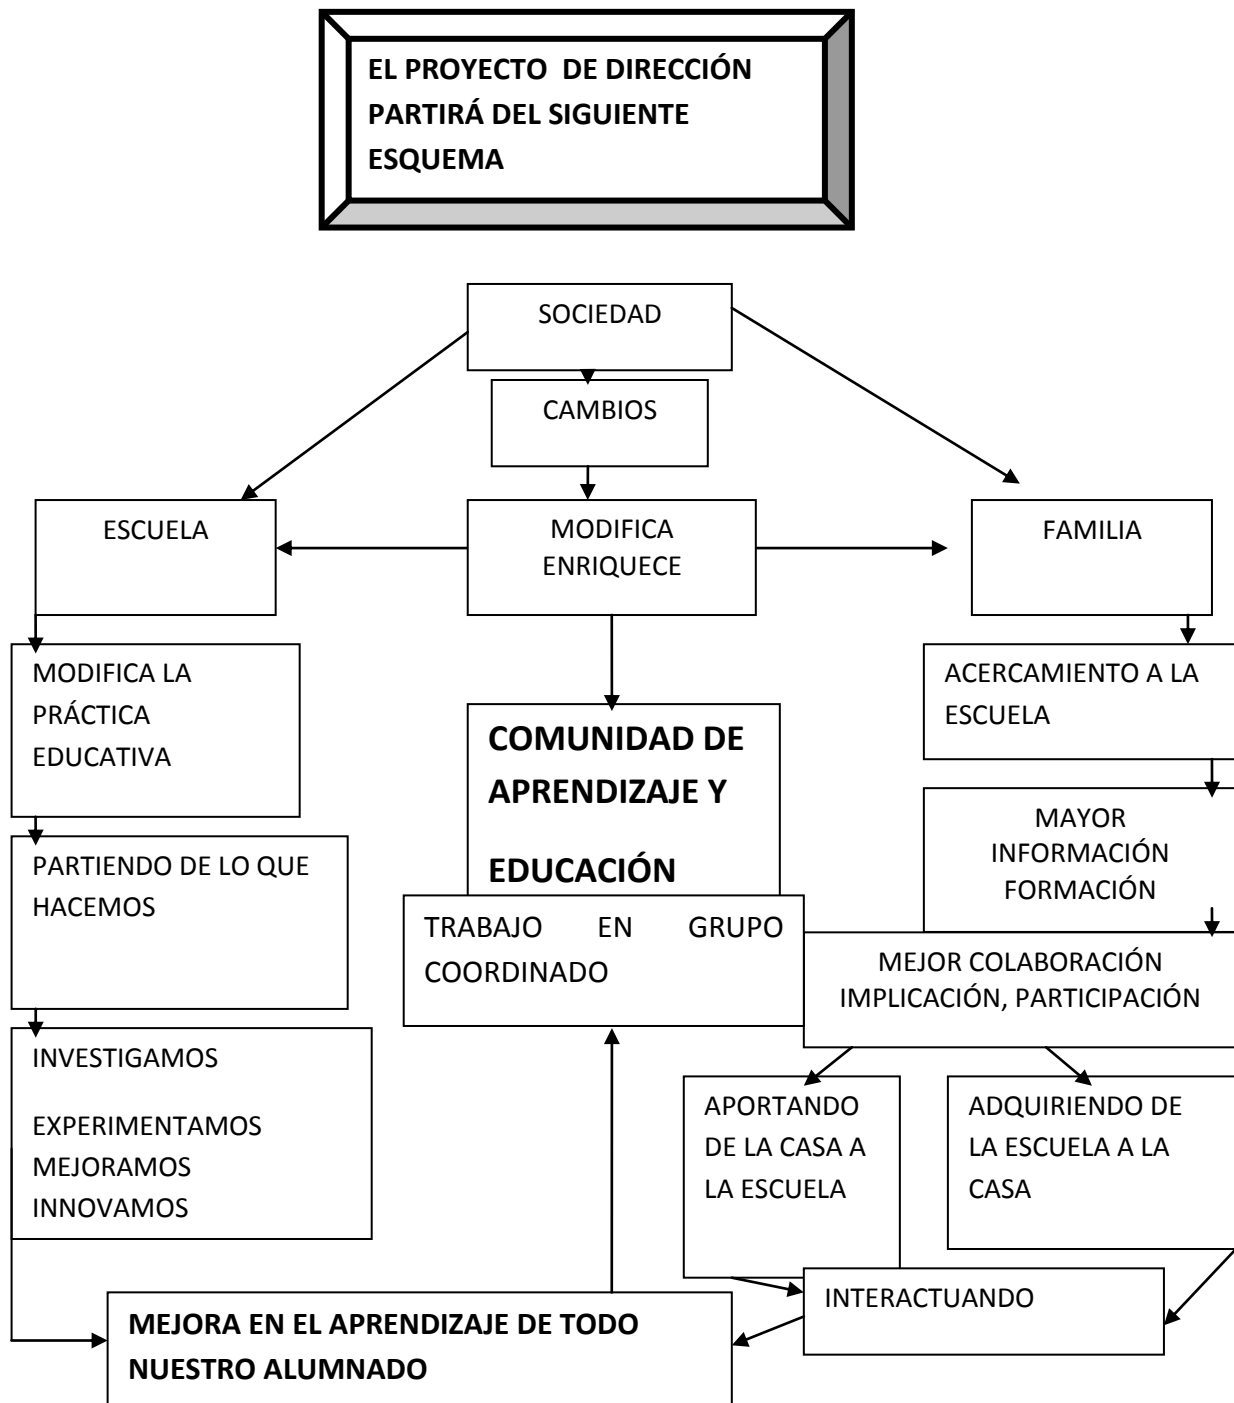 EL PROYECTO DE DIRECCIÓN
PARTIRÁ DEL SIGUIENTE
ESQUEMA
SOCIEDAD
CAMBIOS
ESCUELA
MODIFICA
ENRIQUECE
FAMILIA
MODIFICA LA
PRÁCTICA
EDUCATIVA
ACERCAMIENTO A LA
ESCUELA
COMUNIDAD DE
APRENDIZAJE Y
EDUCACIÓN
MAYOR
INFORMACIÓN
FORMACIÓN
PARTIENDO DE LO QUE
HACEMOS
TRABAJO EN GRUPO
COORDINADO
MEJOR COLABORACIÓN
IMPLICACIÓN, PARTICIPACIÓN
INVESTIGAMOS
EXPERIMENTAMOS
MEJORAMOS
INNOVAMOS
APORTANDO
DE LA CASA A
LA ESCUELA
ADQUIRIENDO DE
LA ESCUELA A LA
CASA
INTERACTUANDO
MEJORA EN EL APRENDIZAJE DE TODO
NUESTRO ALUMNADO